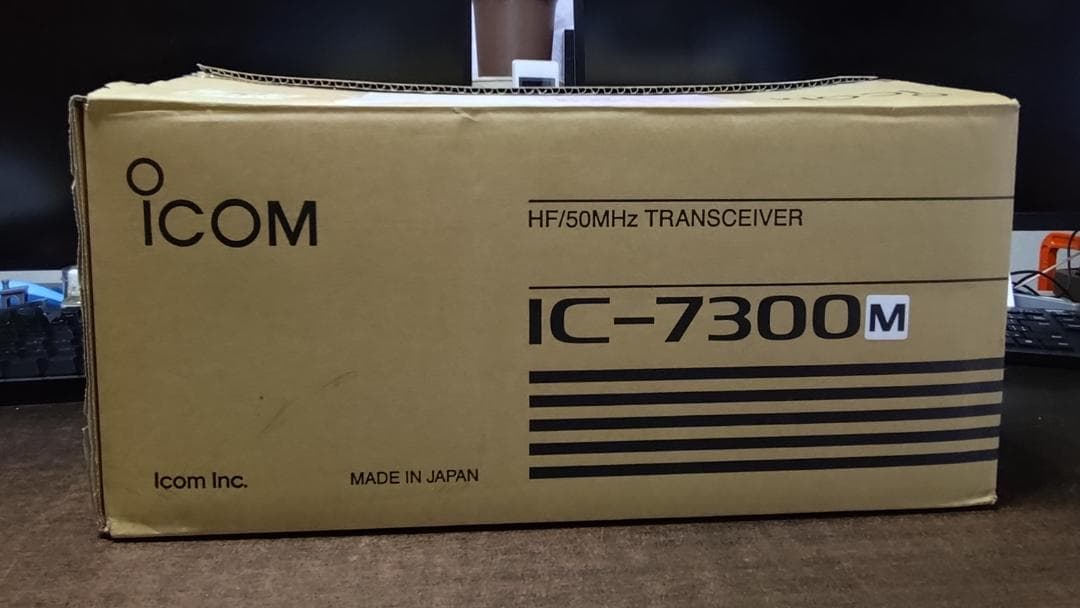 ICOM
HF/50MHz TRANSCEIVER
IC-7300M
Icom Inc.
MADE IN JAPAN